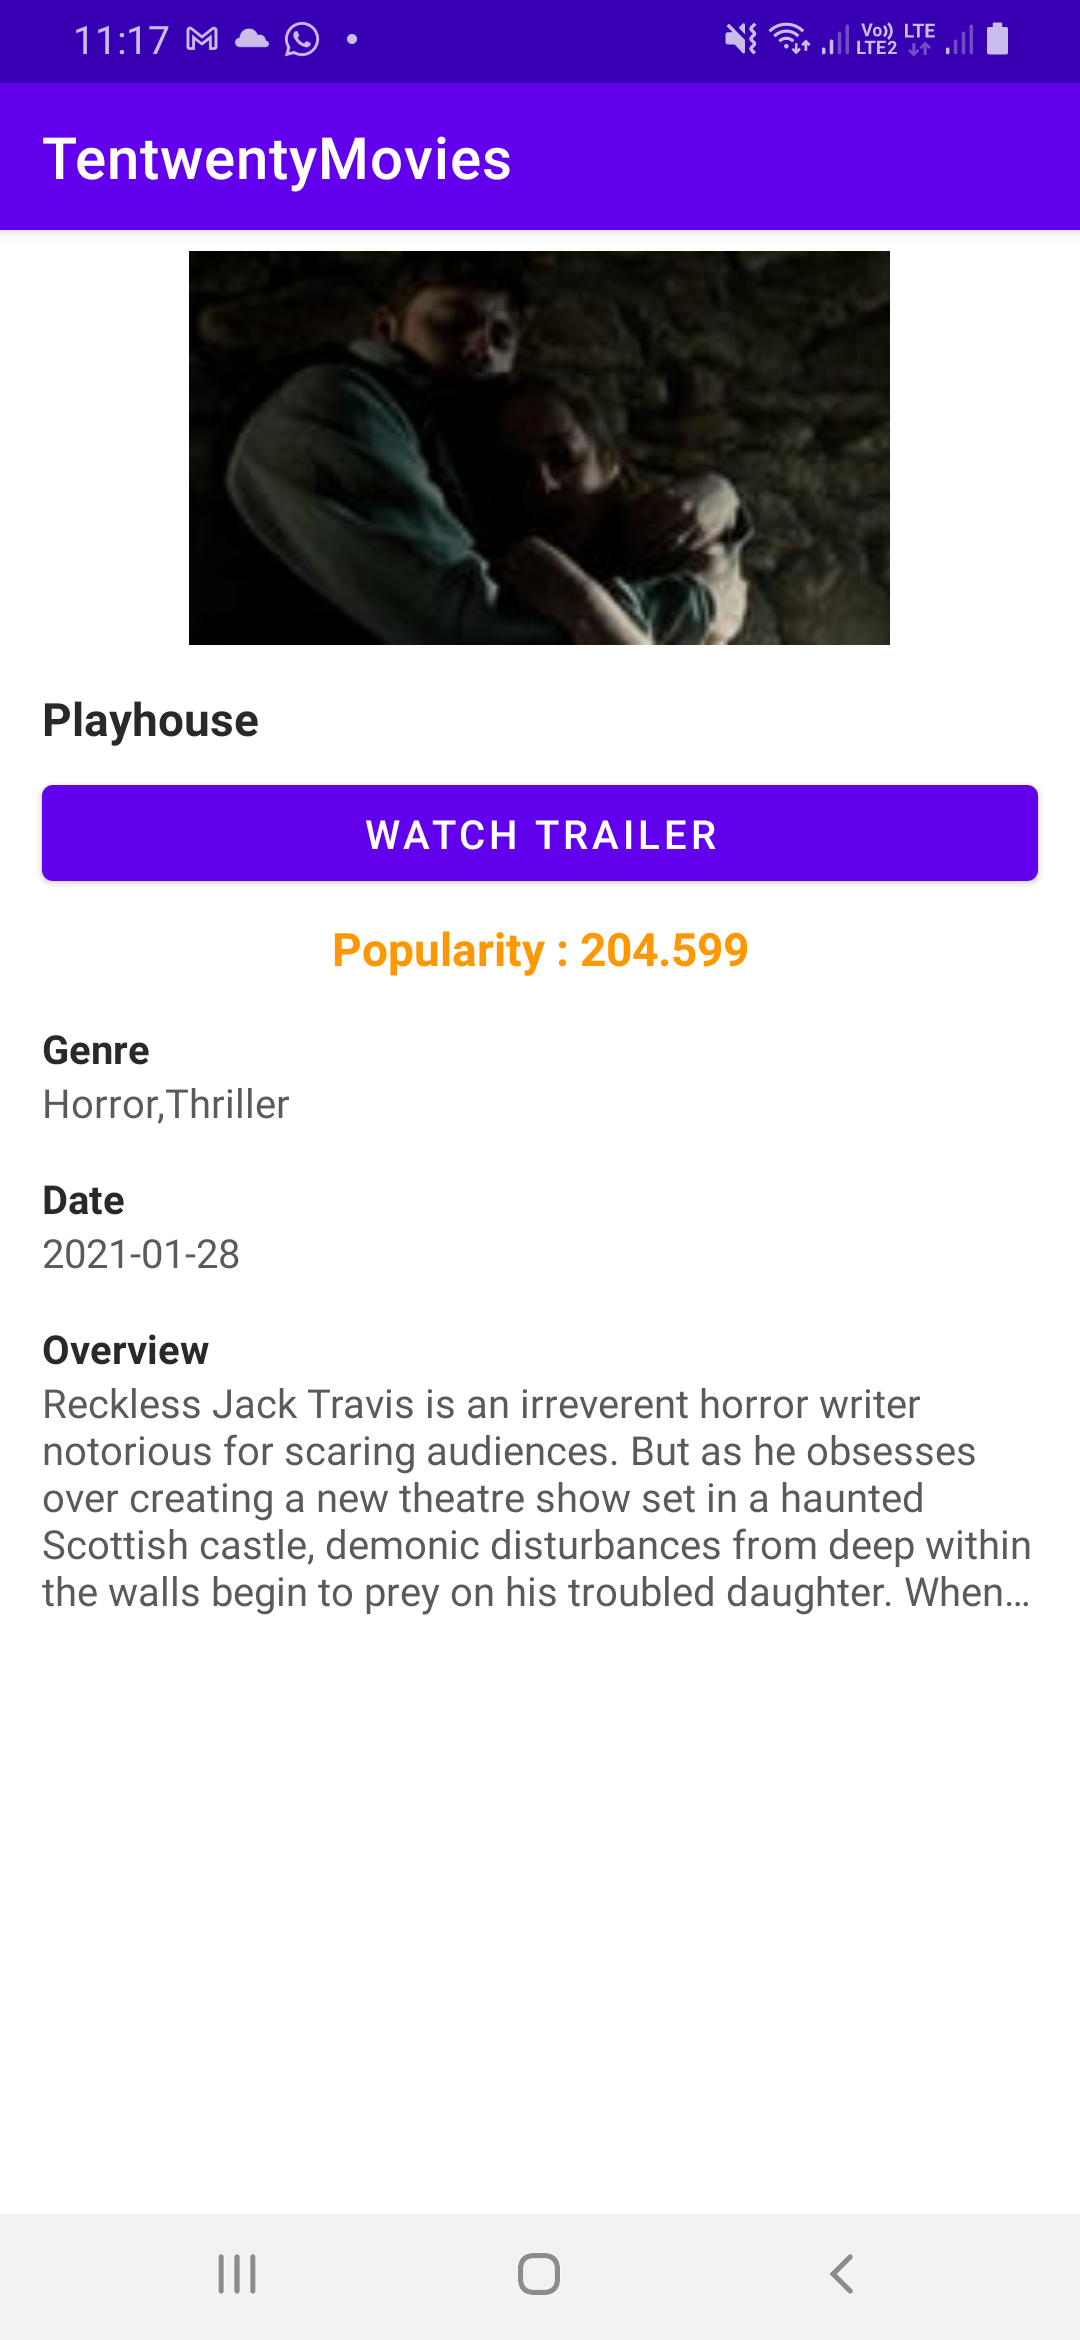 11:17
Vo)) LTE
LTE2
TentwentyMovies
Playhouse
WATCH TRAILER
Popularity : 204.599
Genre
Horror,Thriller
Date
2021-01-28
Overview
Reckless Jack Travis is an irreverent horror writer
notorious for scaring audiences. But as he obsesses
over creating a new theatre show set in a haunted
Scottish castle, demonic disturbances from deep within
the walls begin to prey on his troubled daughter. When…